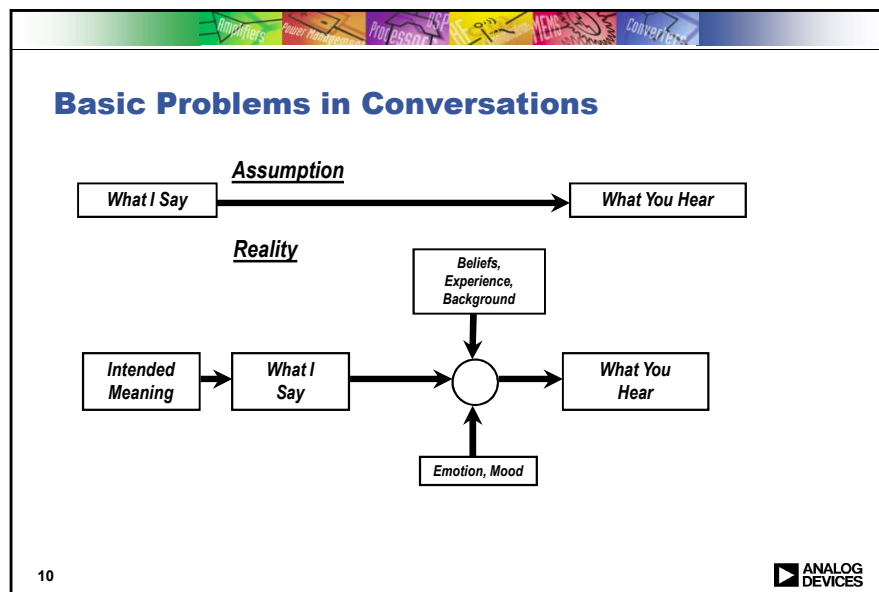 Amplifiers Power Management Processors DSP RF MEMS Converters
Basic Problems in Conversations
Assumption
What I Say
What You Hear
Reality
Beliefs,
Experience,
Background
Intended
Meaning
What I
Say
What You
Hear
Emotion, Mood
10
ANALOG
DEVICES